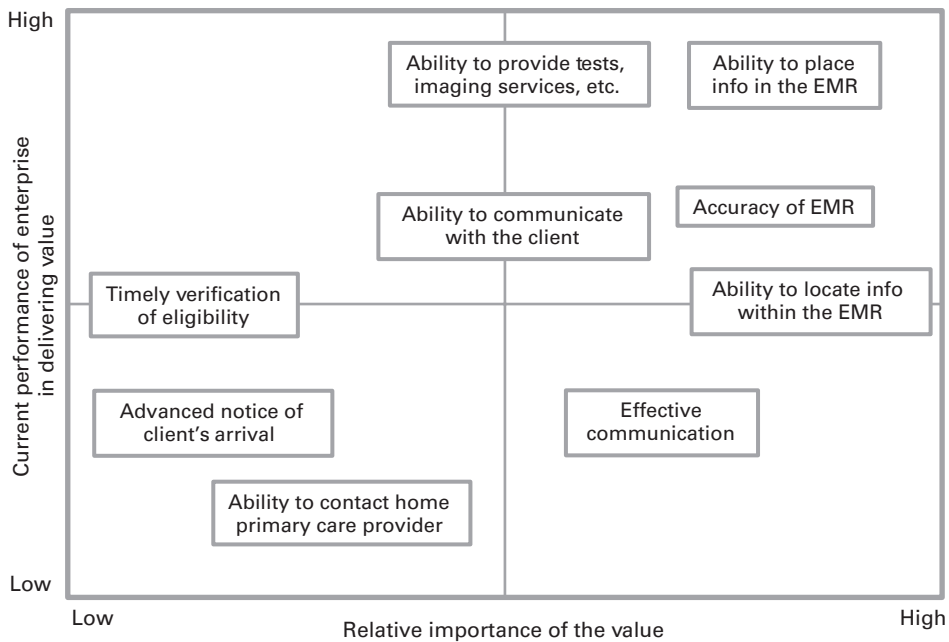 High
Ability to provide tests,
imaging services, etc.
Ability to place
info in the EMR
Ability to communicate
with the client
Accuracy of EMR
Timely verification
of eligibility
Ability to locate info
within the EMR
Advanced notice of
client's arrival
Effective
communication
Ability to contact home
primary care provider
Current performance of enterprise
in delivering value
Low
Low
Relative importance of the value
High